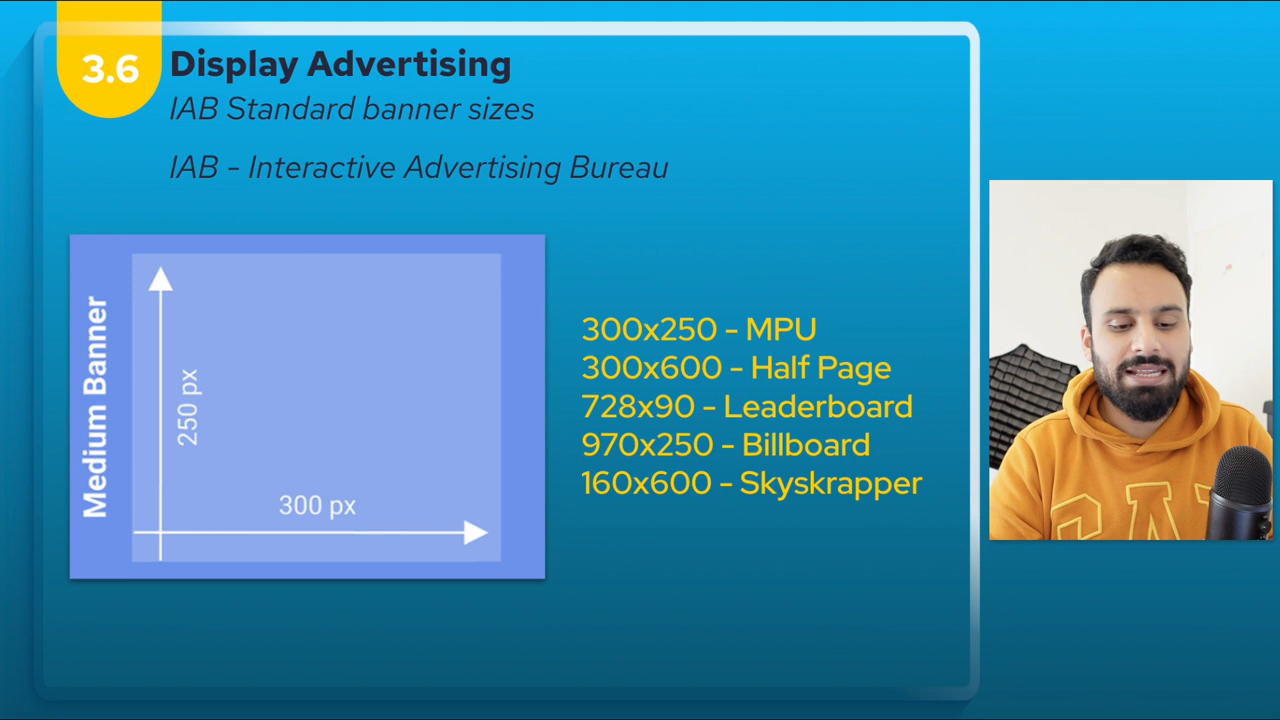 3.6
Display Advertising
IAB Standard banner sizes
IAB - Interactive Advertising Bureau
Medium Banner
250 px
300 px
300x250 - MPU
300x600 - Half Page
728x90 - Leaderboard
970x250 - Billboard
160x600 - Skyskrapper
GAP